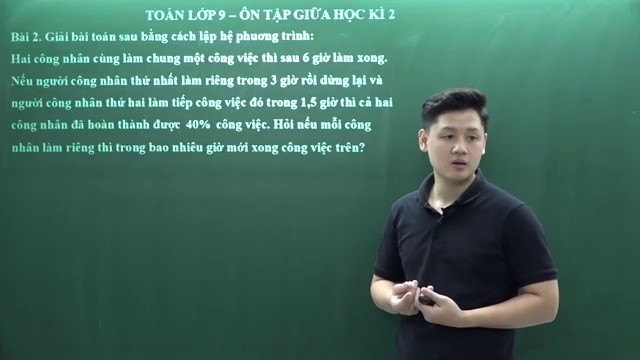 TOÁN LỚP 9 – ÔN TẬP GIỮA HỌC KÌ 2
Bài 2. Giải bài toán sau bằng cách lập hệ phương trình:
Hai công nhân cùng làm chung một công việc thì sau 6 giờ làm xong.
Nếu người công nhân thứ nhất làm riêng trong 3 giờ rồi dừng lại và
người công nhân thứ hai làm tiếp công việc đó trong 1,5 giờ thì cả hai
công nhân đã hoàn thành được 40% công việc. Hỏi nếu mỗi công
nhân làm riêng thì trong bao nhiêu giờ mới xong công việc trên?